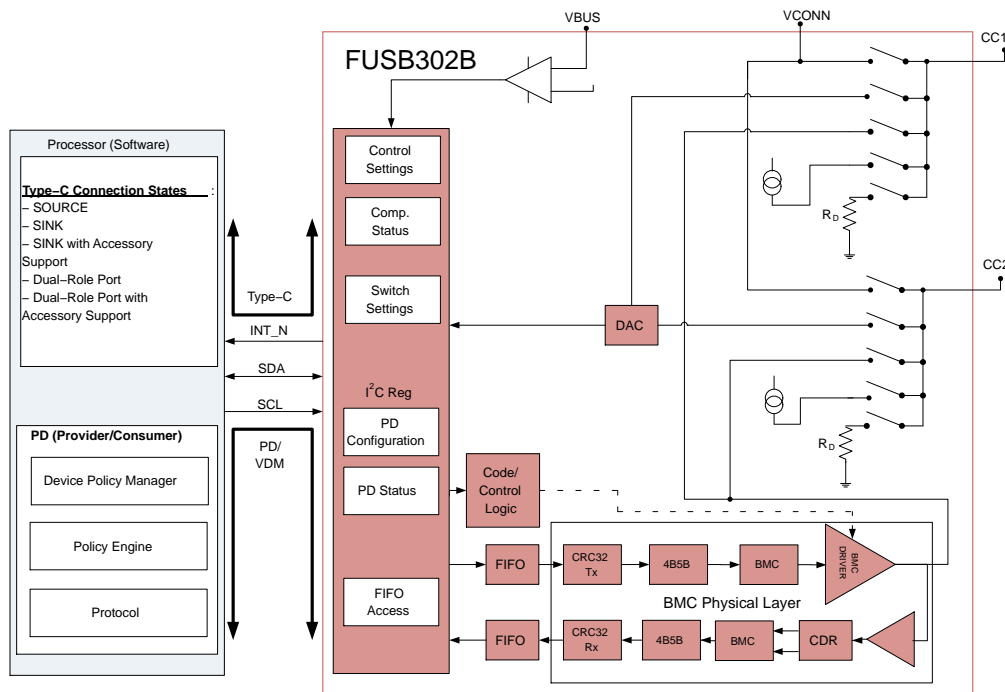 VBUS
VCONN
CC1
FUSB302B
Processor (Software)
Type−C Connection States :
− SOURCE
− SINK
− SINK with Accessory
Support
− Dual−Role Port
− Dual−Role Port with
Accessory Support
Type−C
INT_N
SDA
SCL
PD (Provider/Consumer)
Device Policy Manager
Policy Engine
Protocol
PD/
VDM
Control
Settings
Comp.
Status
Switch
Settings
I2C Reg
PD
Configuration
PD Status
FIFO
Access
Code/
Control
Logic
DAC
RD
CC2
RD
FIFO
CRC32
Tx
4B5B
BMC
BMC
DRIVER
BMC Physical Layer
FIFO
CRC32
Rx
4B5B
BMC
CDR